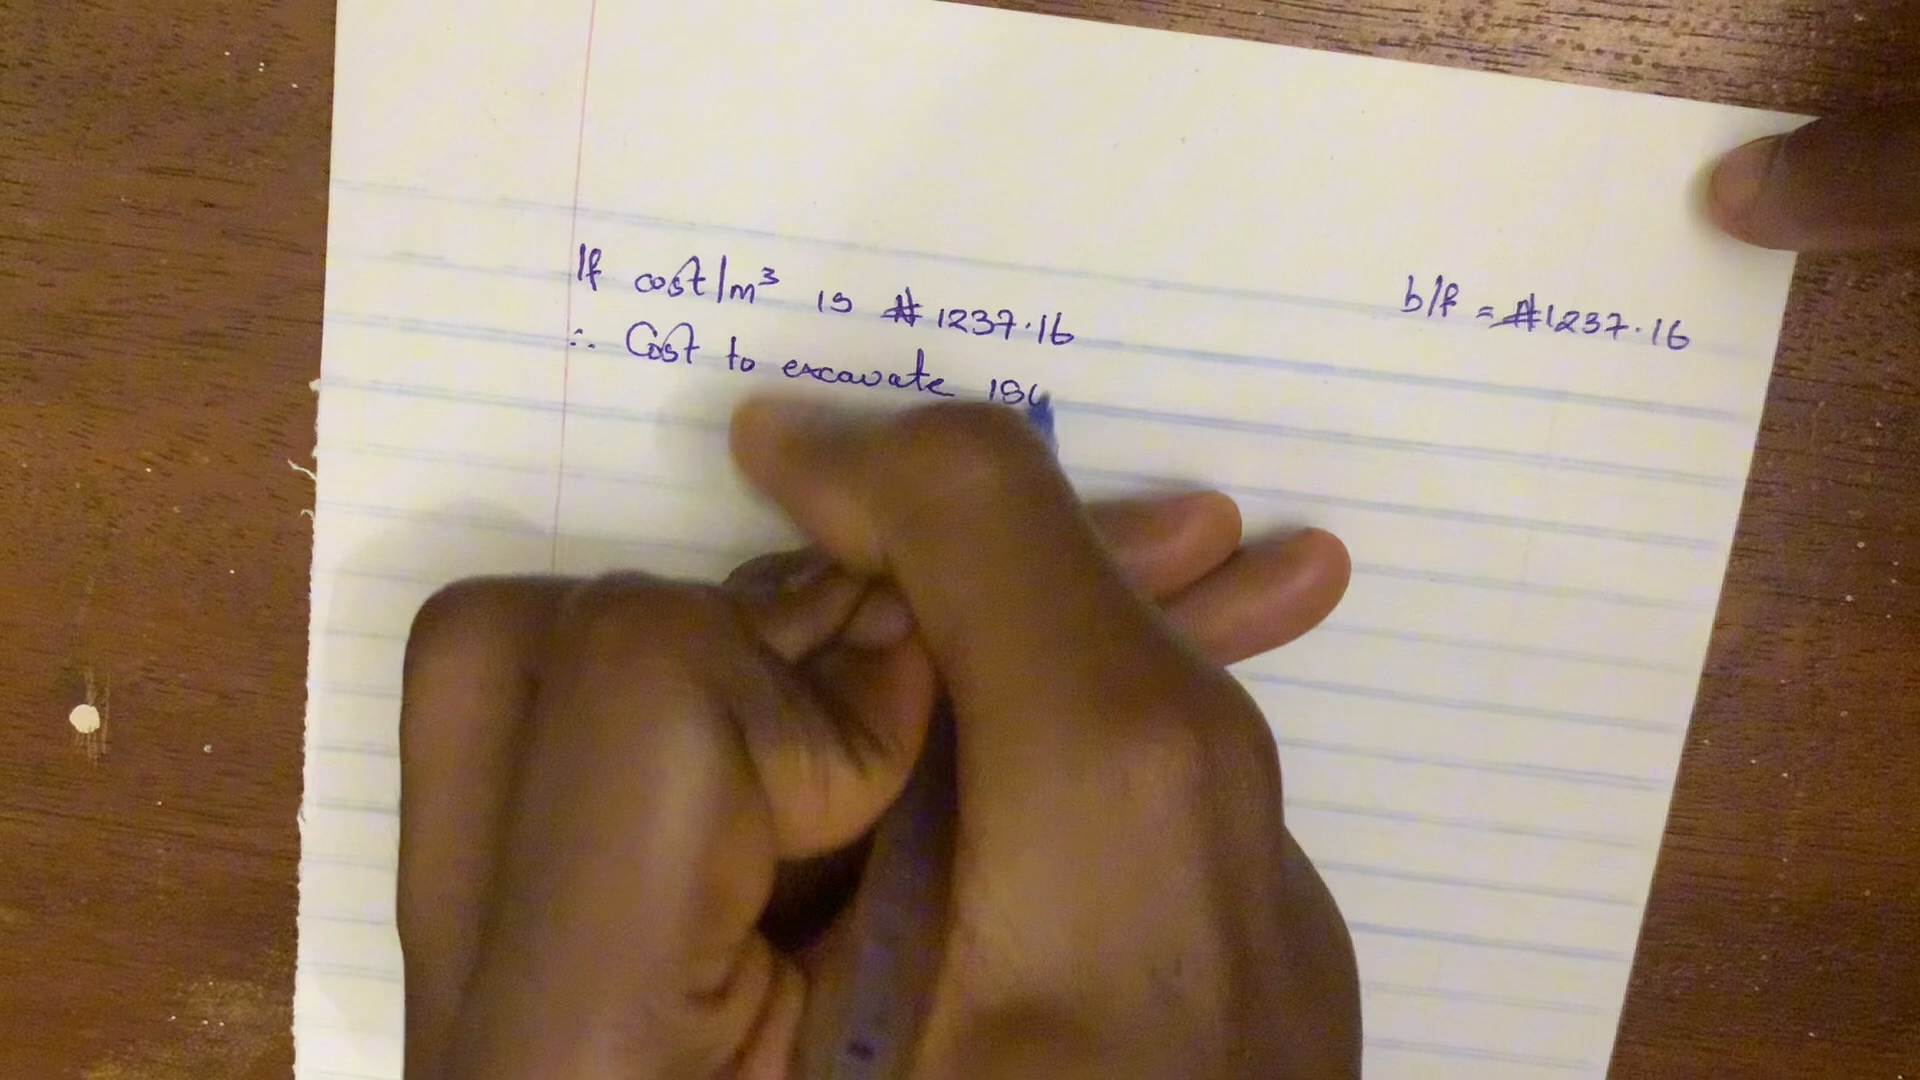 If cost/m³ is ₦1237.16
b/f = ₦1237.16
∴ Cost to excavate